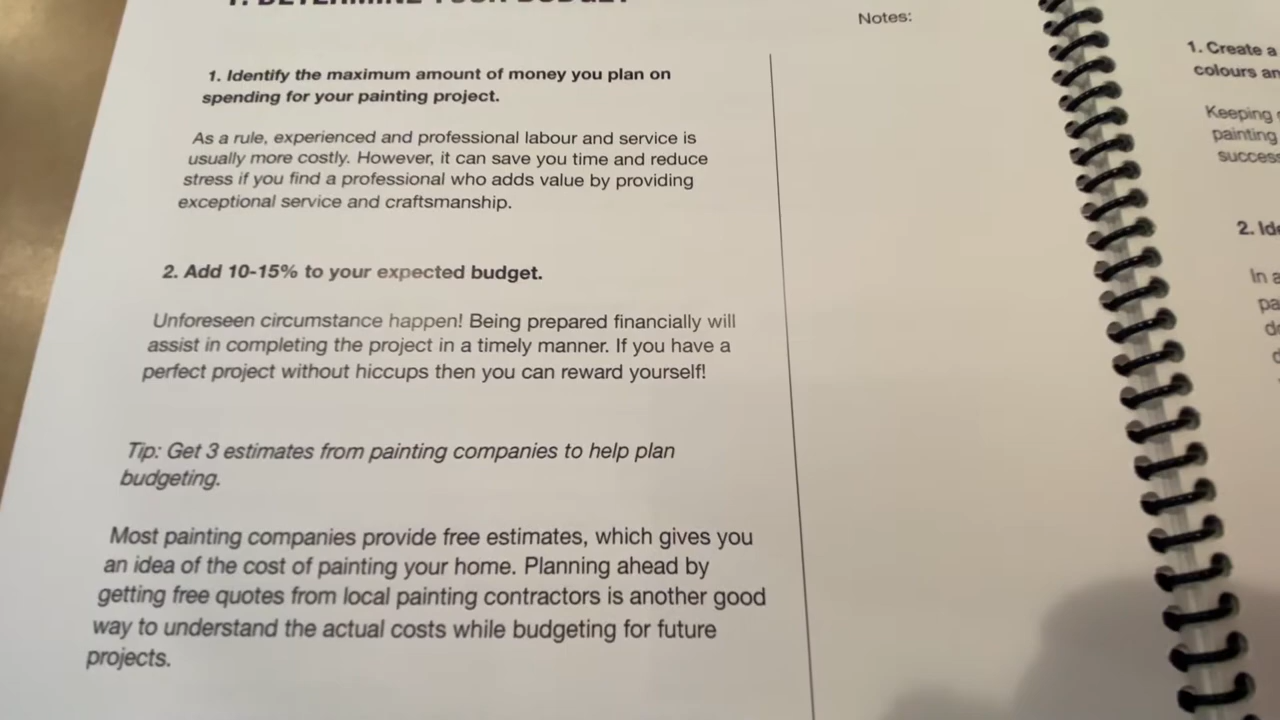 1. DETERMINE YOUR BUDGET
Notes:
1. Identify the maximum amount of money you plan on
spending for your painting project.
As a rule, experienced and professional labour and service is
usually more costly. However, it can save you time and reduce
stress if you find a professional who adds value by providing
exceptional service and craftsmanship.
2. Add 10-15% to your expected budget.
Unforeseen circumstance happen! Being prepared financially will
assist in completing the project in a timely manner. If you have a
perfect project without hiccups then you can reward yourself!
Tip: Get 3 estimates from painting companies to help plan
budgeting.
Most painting companies provide free estimates, which gives you
an idea of the cost of painting your home. Planning ahead by
getting free quotes from local painting contractors is another good
way to understand the actual costs while budgeting for future
projects.
1. Create a
colours
Keeping
painting
2.
In